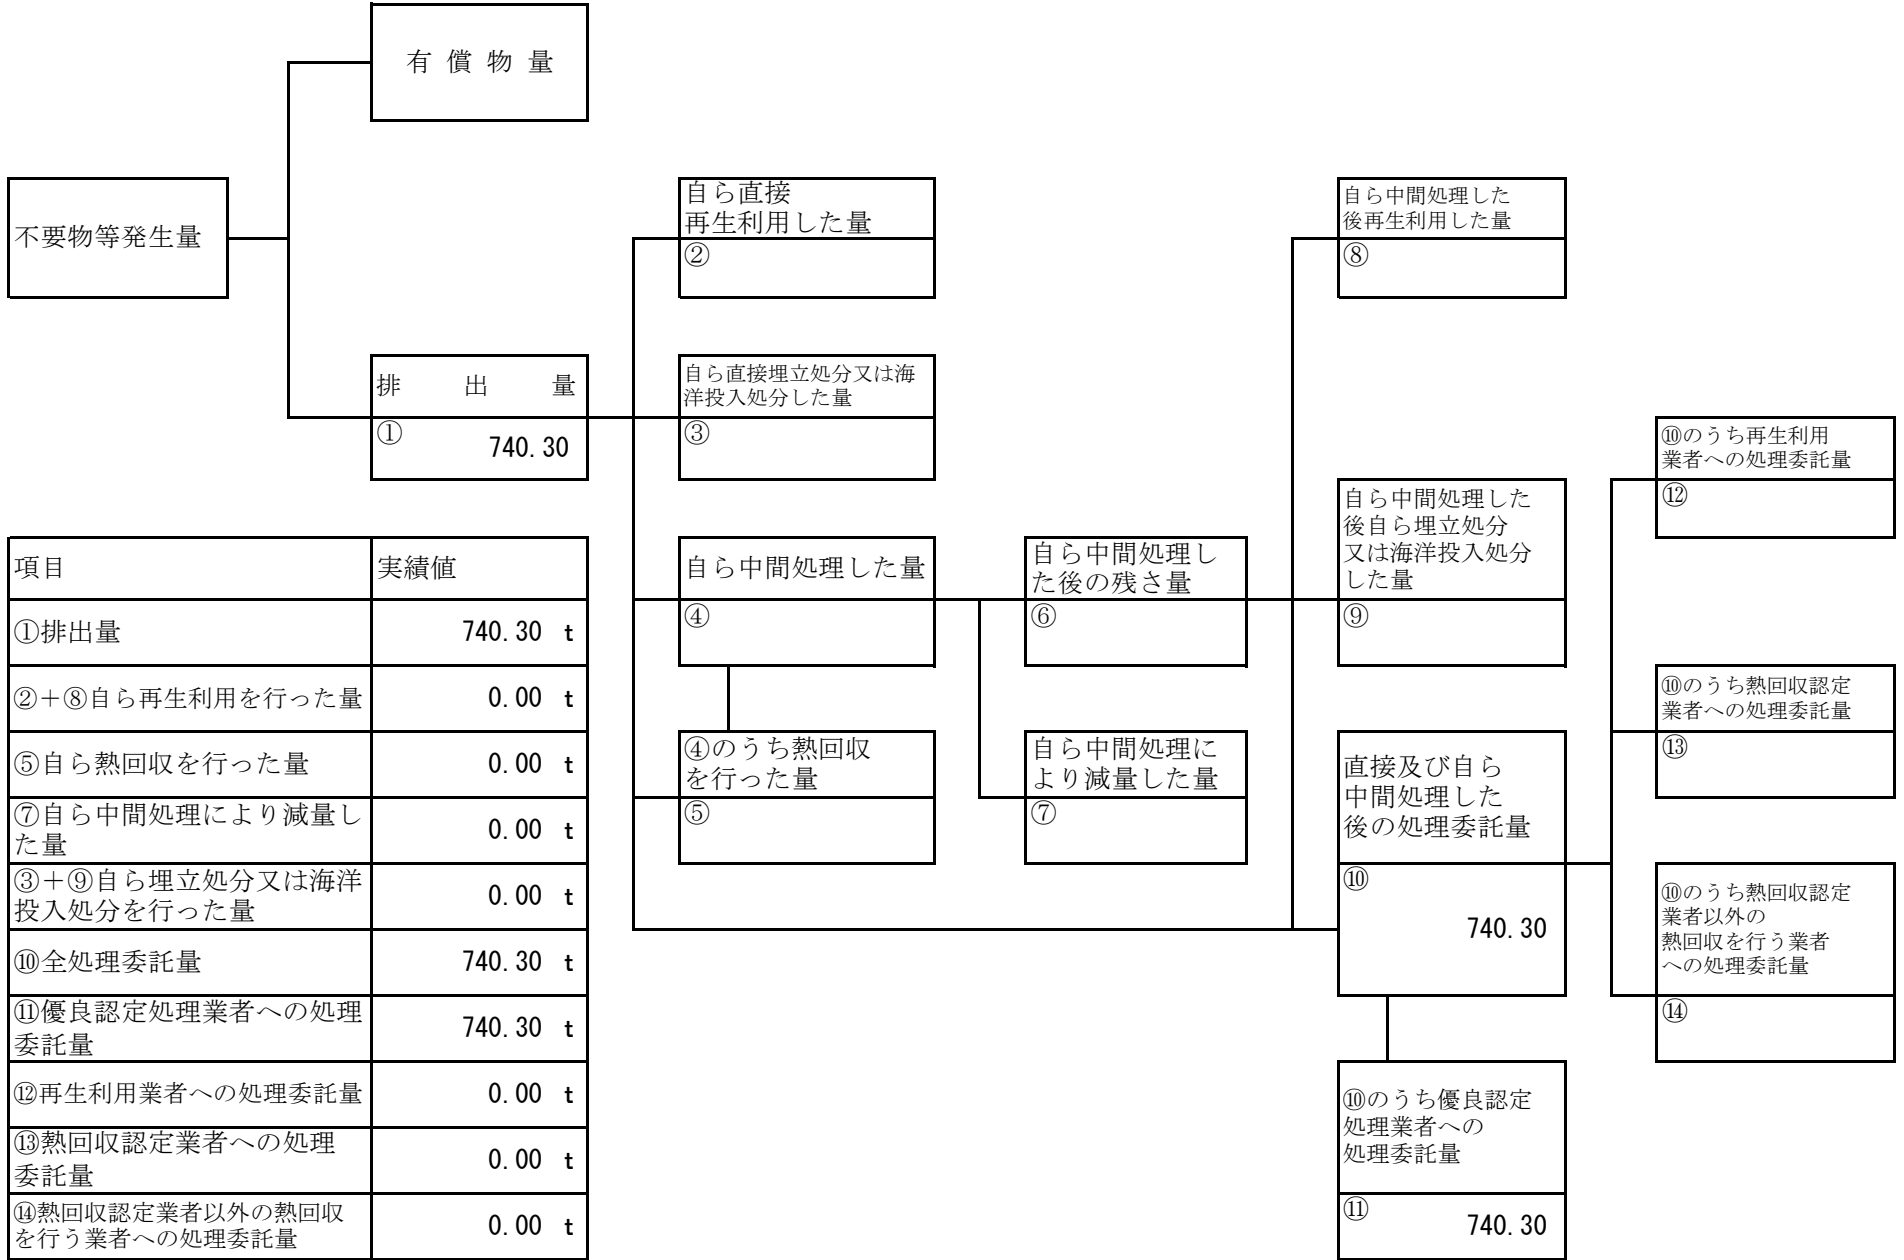 有償物量
不要物等発生量
排出量
① 740.30
自ら直接
再生利用した量
②
自ら直接埋立処分又は海
洋投入処分した量
③
自ら中間処理した量
④
④のうち熱回収
を行った量
⑤
自ら中間処理し
た後の残さ量
⑥
自ら中間処理に
より減量した量
⑦
自ら中間処理した
後再生利用した量
⑧
自ら中間処理した
後自ら埋立処分
又は海洋投入処分
した量
⑨
直接及び自ら
中間処理した
後の処理委託量
⑩
740.30
⑩のうち優良認定
処理業者への
処理委託量
⑪ 740.30
⑩のうち再生利用
業者への処理委託量
⑫
⑩のうち熱回収認定
業者への処理委託量
⑬
⑩のうち熱回収認定
業者以外の
熱回収を行う業者
への処理委託量
⑭
項目 実績値
①排出量 740.30 t
②+⑧自ら再生利用を行った量 0.00 t
⑤自ら熱回収を行った量 0.00 t
⑦自ら中間処理により減量し
た量 0.00 t
③+⑨自ら埋立処分又は海洋
投入処分を行った量 0.00 t
⑩全処理委託量 740.30 t
⑪優良認定処理業者への処理
委託量 740.30 t
⑫再生利用業者への処理委託量 0.00 t
⑬熱回収認定業者への処理
委託量 0.00 t
⑭熱回収認定業者以外の熱回収
を行う業者への処理委託量 0.00 t